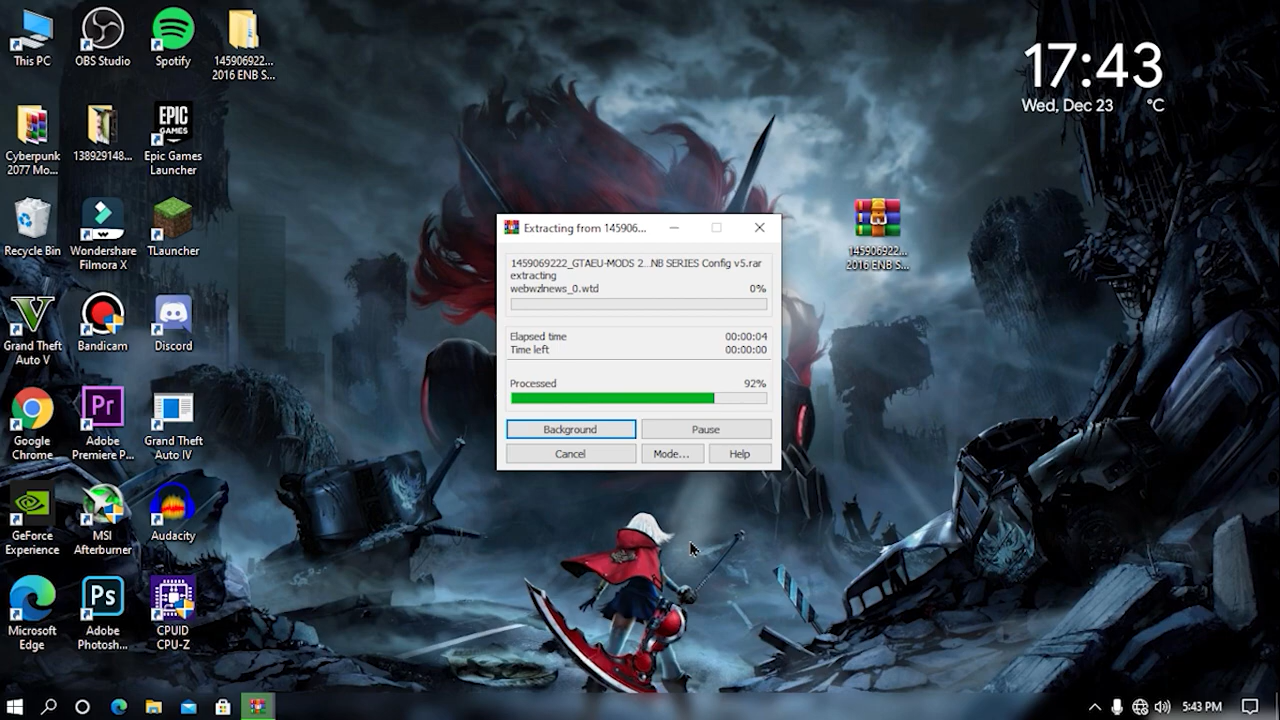 This PC
OBS Studio
Spotify
145906922...
2016 ENB S...
17:43
Wed, Dec 23
°C
Cyberpunk
2077 Mo...
138929148...
EPIC
GAMES
Epic Games
Launcher
Recycle Bin
Wondershare
Filmora X
TLauncher
145906922...
2016 ENB S...
Extracting from 145906...
1459069222_GTAEU-MODS 2...NB SERIES Config v5.rar
extracting
webwzlnews_0.wtd
0%
Elapsed time
00:00:04
Time left
00:00:00
Processed
92%
Background
Pause
Cancel
Mode...
Help
Grand Theft
Auto V
Bandicam
Discord
Google
Chrome
Pr
Adobe
Premiere P...
Grand Theft
Auto IV
GeForce
Experience
MSI
Afterburner
Audacity
Microsoft
Edge
Ps
Adobe
Photosh...
CPUID
CPU-Z
5:43 PM